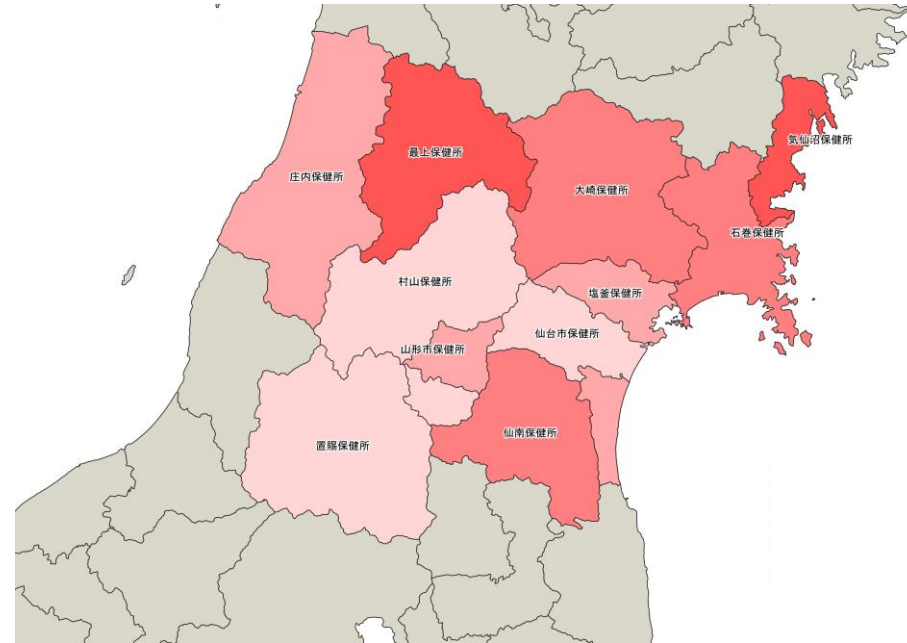 気仙沼保健所
最上保健所
庄内保健所
大崎保健所
石巻保健所
村山保健所
塩釜保健所
仙台市保健所
山形市保健所
仙南保健所
置賜保健所